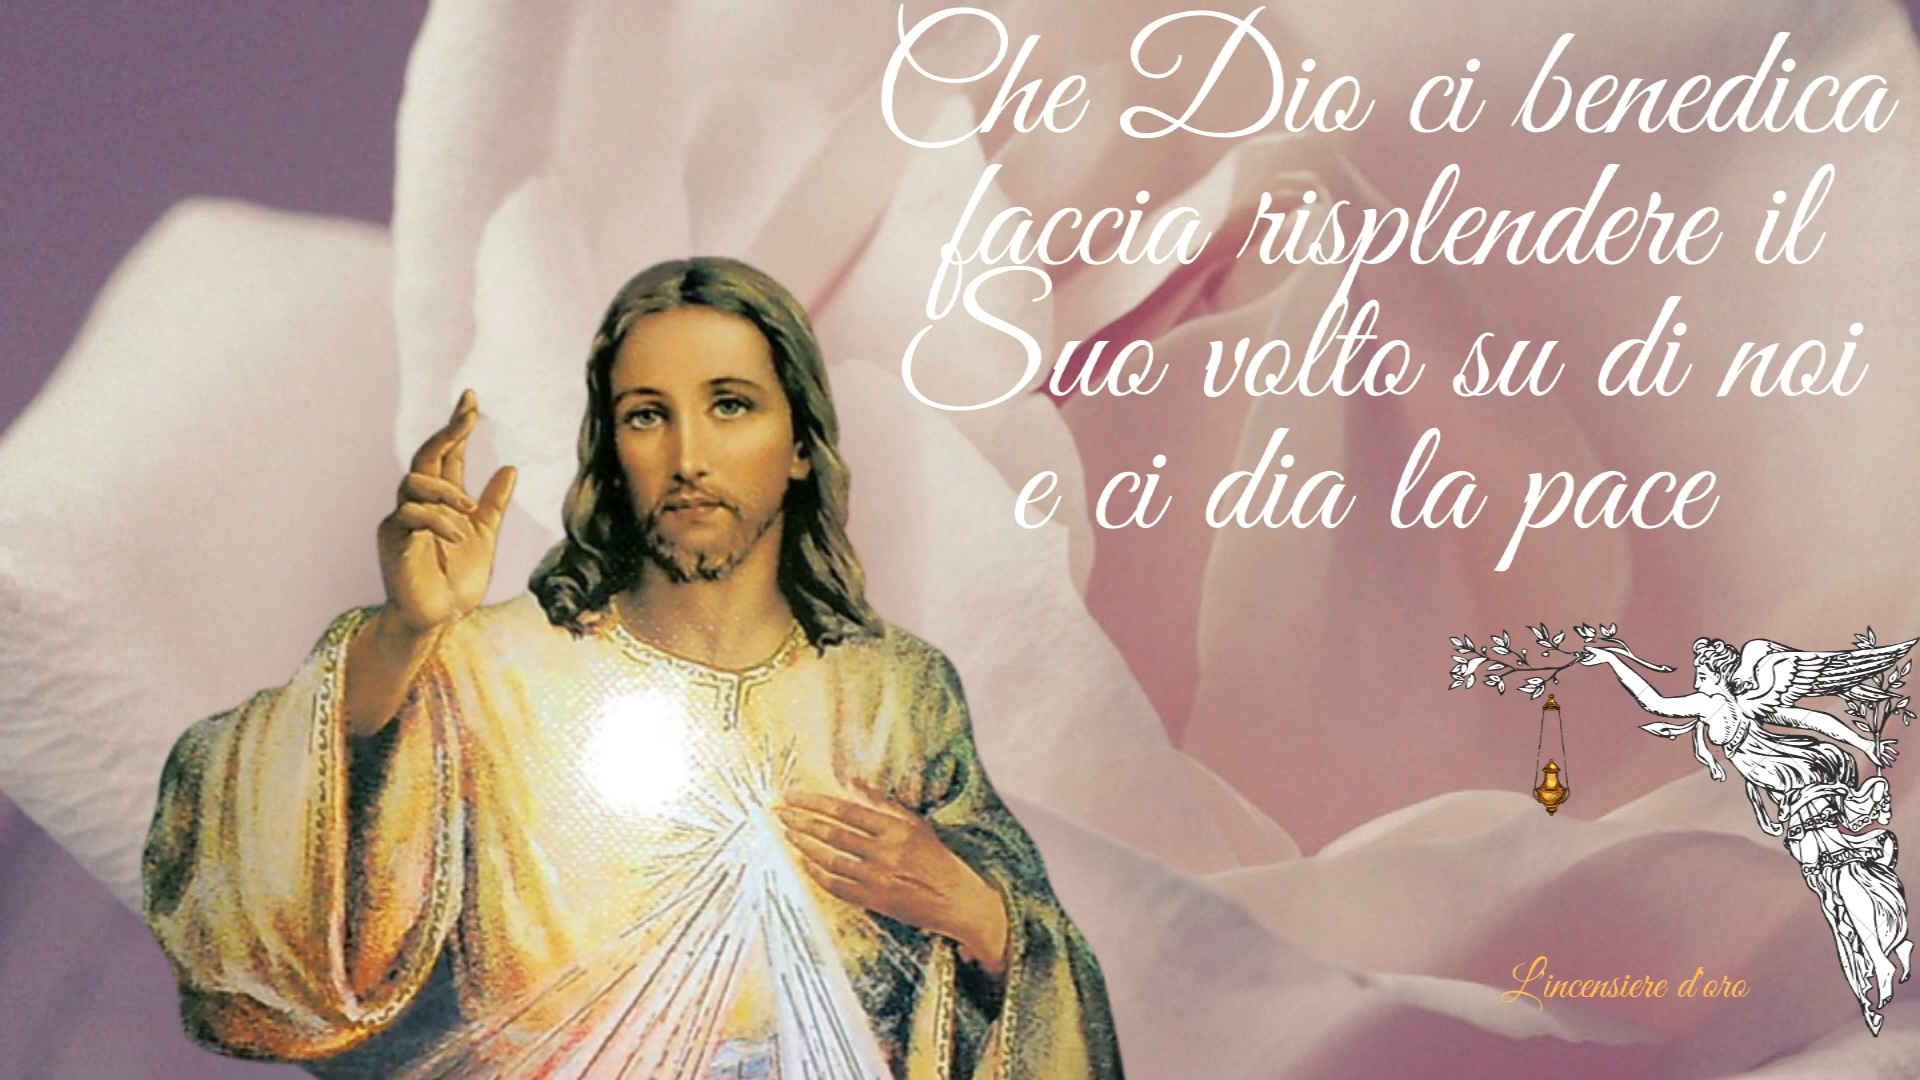 Che Dio ci benedica
faccia risplendere il
Suo volto su di noi
e ci dia la pace
L'incensiere d'oro